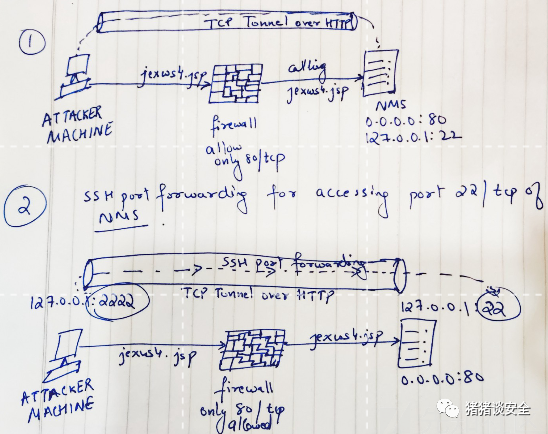 1
TCP Tunnel over HTTP
jexws4.jsp
calling
jexws4.jsp
ATTACKER
MACHINE
firewall
allow
only 80/tcp
NMS
0.0.0.0:80
127.0.0.1:22
2
SSH port forwarding for accessing port 22/tcp of
NMS.
SSH port forwarding
TCP Tunnel over HTTP
127.0.0.1:2222
127.0.0.1:22
jexws4.jsp
jexws4.jsp
ATTACKER
MACHINE
firewall
only 80/tcp
allowed
0.0.0.0:80
猪猪谈安全